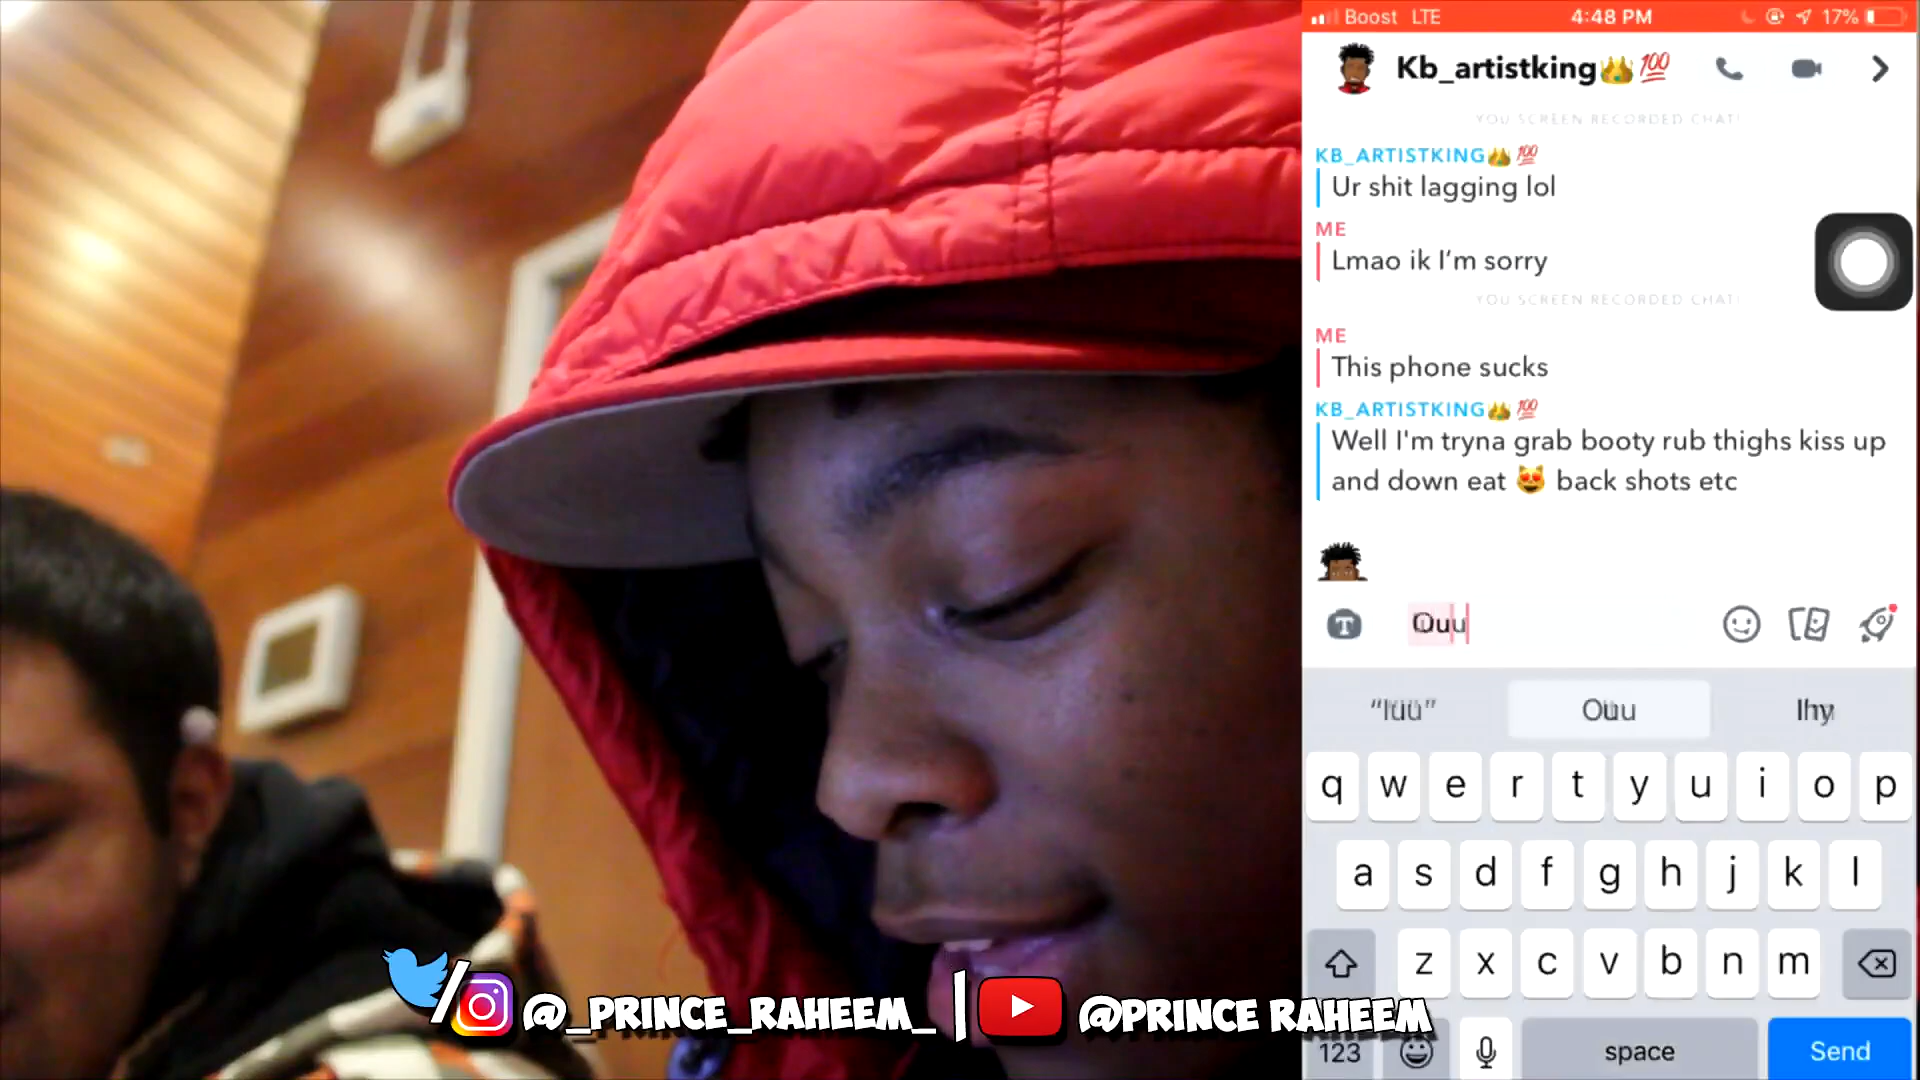 Boost LTE 4:48 PM 17%
Kb_artistking👑💯
YOU SCREEN RECORDED CHAT!
KB_ARTISTKING👑💯
Ur shit lagging lol
ME
Lmao ik I'm sorry
YOU SCREEN RECORDED CHAT!
ME
This phone sucks
KB_ARTISTKING👑💯
Well I'm tryna grab booty rub thighs kiss up
and down eat 😻 back shots etc
T
Ouu
Ouu
q w e r t y u i o p
a s d f g h j k l
z x c v b n m
123 space Send
@_PRINCE_RAHEEM_ | @PRINCE RAHEEM